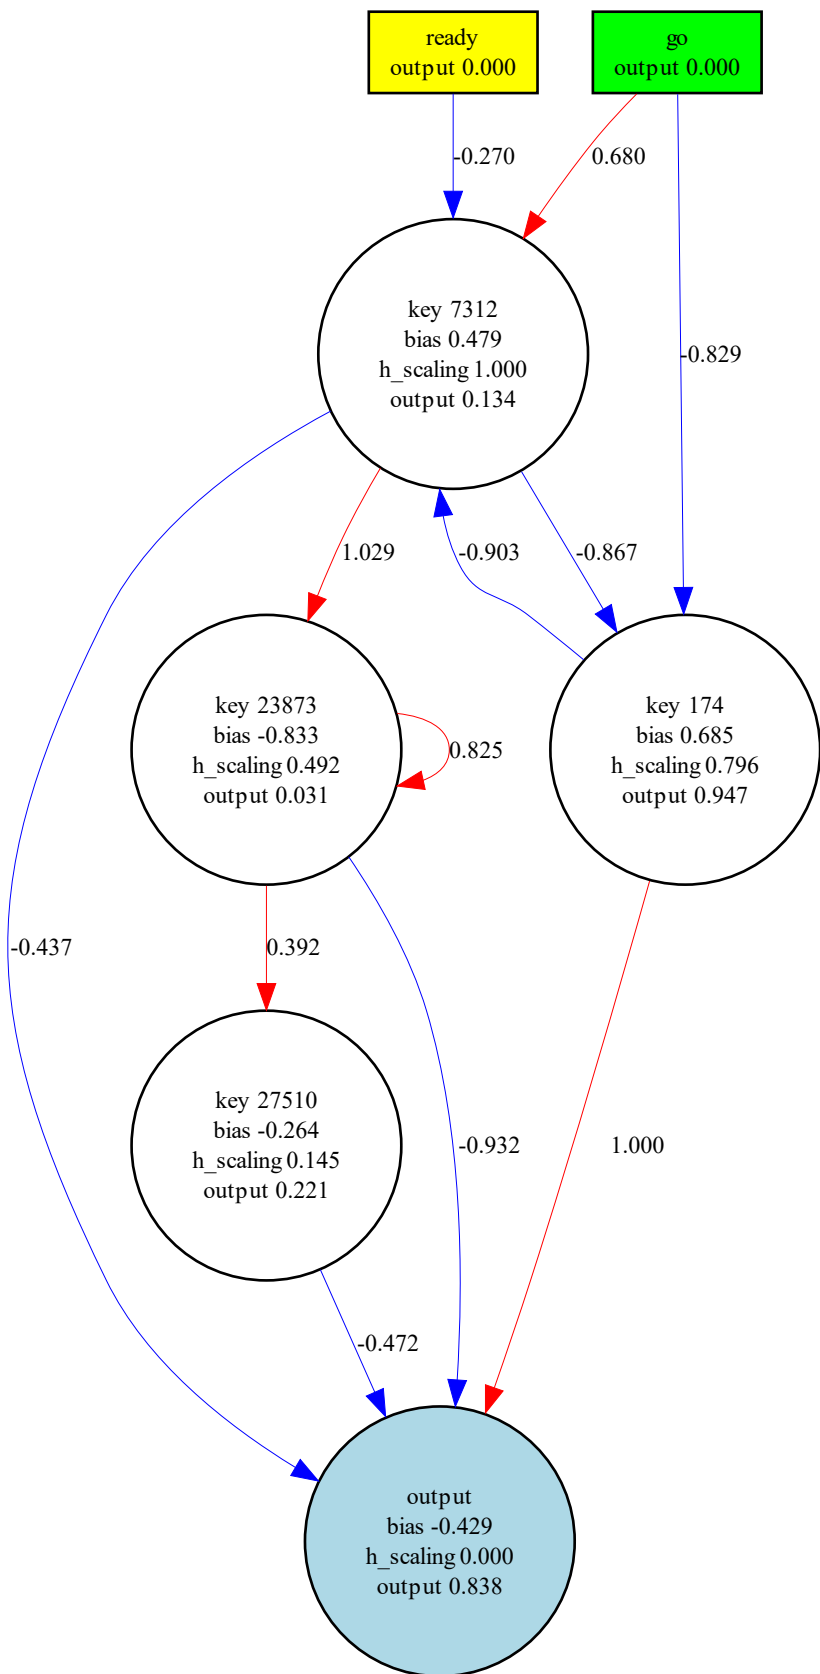 ready
output 0.000
go
output 0.000
-0.270
0.680
key 7312
bias 0.479
h_scaling 1.000
output 0.134
-0.829
1.029
-0.903
-0.867
key 23873
bias -0.833
h_scaling 0.492
output 0.031
0.825
key 174
bias 0.685
h_scaling 0.796
output 0.947
-0.437
0.392
key 27510
bias -0.264
h_scaling 0.145
output 0.221
-0.932
1.000
-0.472
output
bias -0.429
h_scaling 0.000
output 0.838